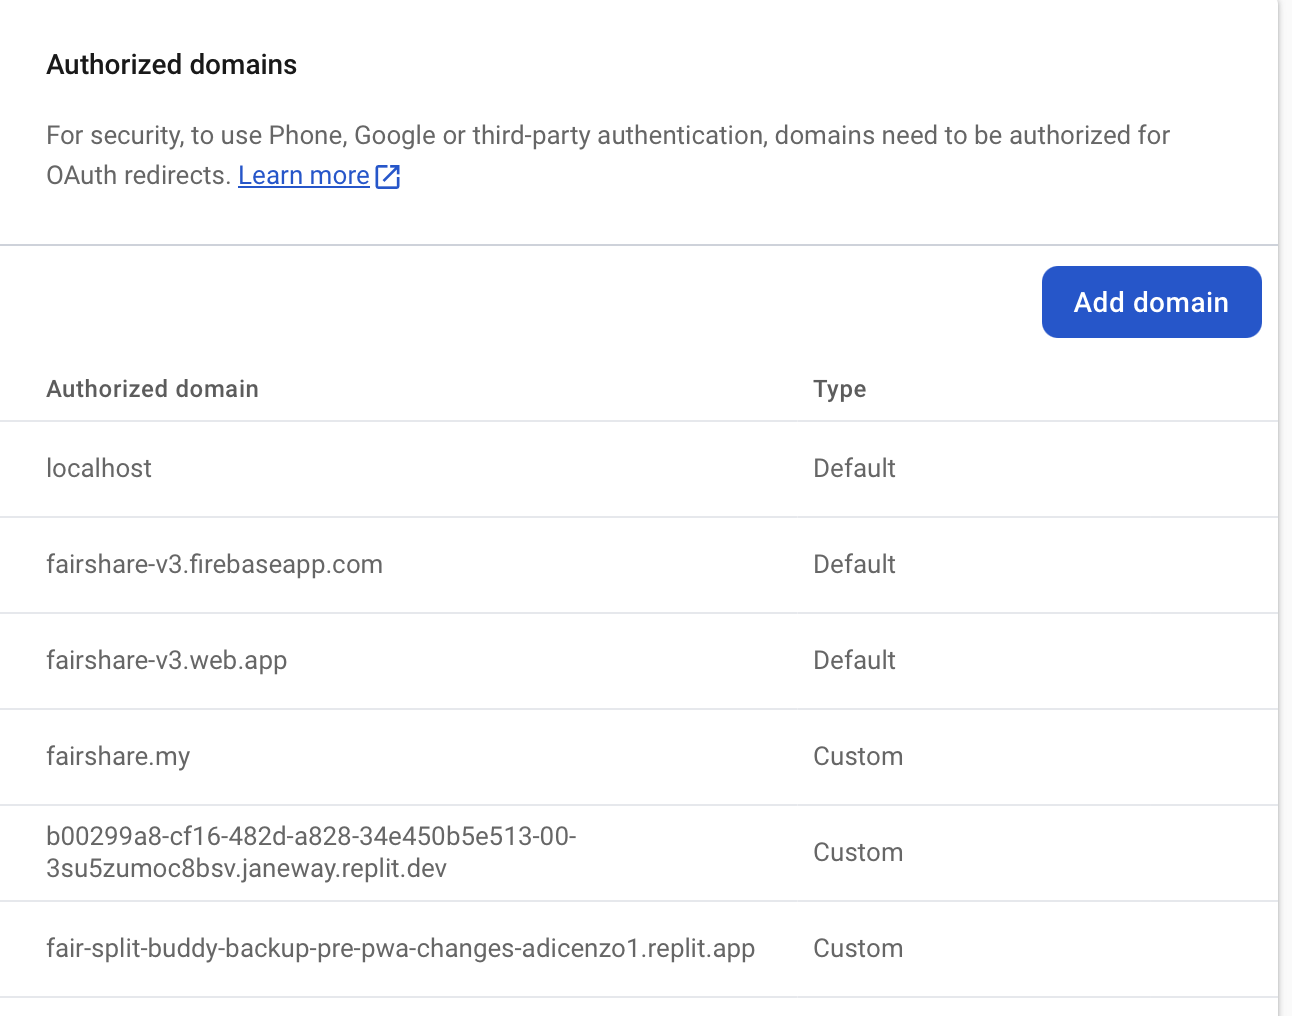 Authorized domains
For security, to use Phone, Google or third-party authentication, domains need to be authorized for
OAuth redirects. Learn more
Add domain
Authorized domain Type
localhost Default
fairshare-v3.firebaseapp.com Default
fairshare-v3.web.app Default
fairshare.my Custom
b00299a8-cf16-482d-a828-34e450b5e513-00-
3su5zumoc8bsv.janeway.replit.dev Custom
fair-split-buddy-backup-pre-pwa-changes-adicenzo1.replit.app Custom